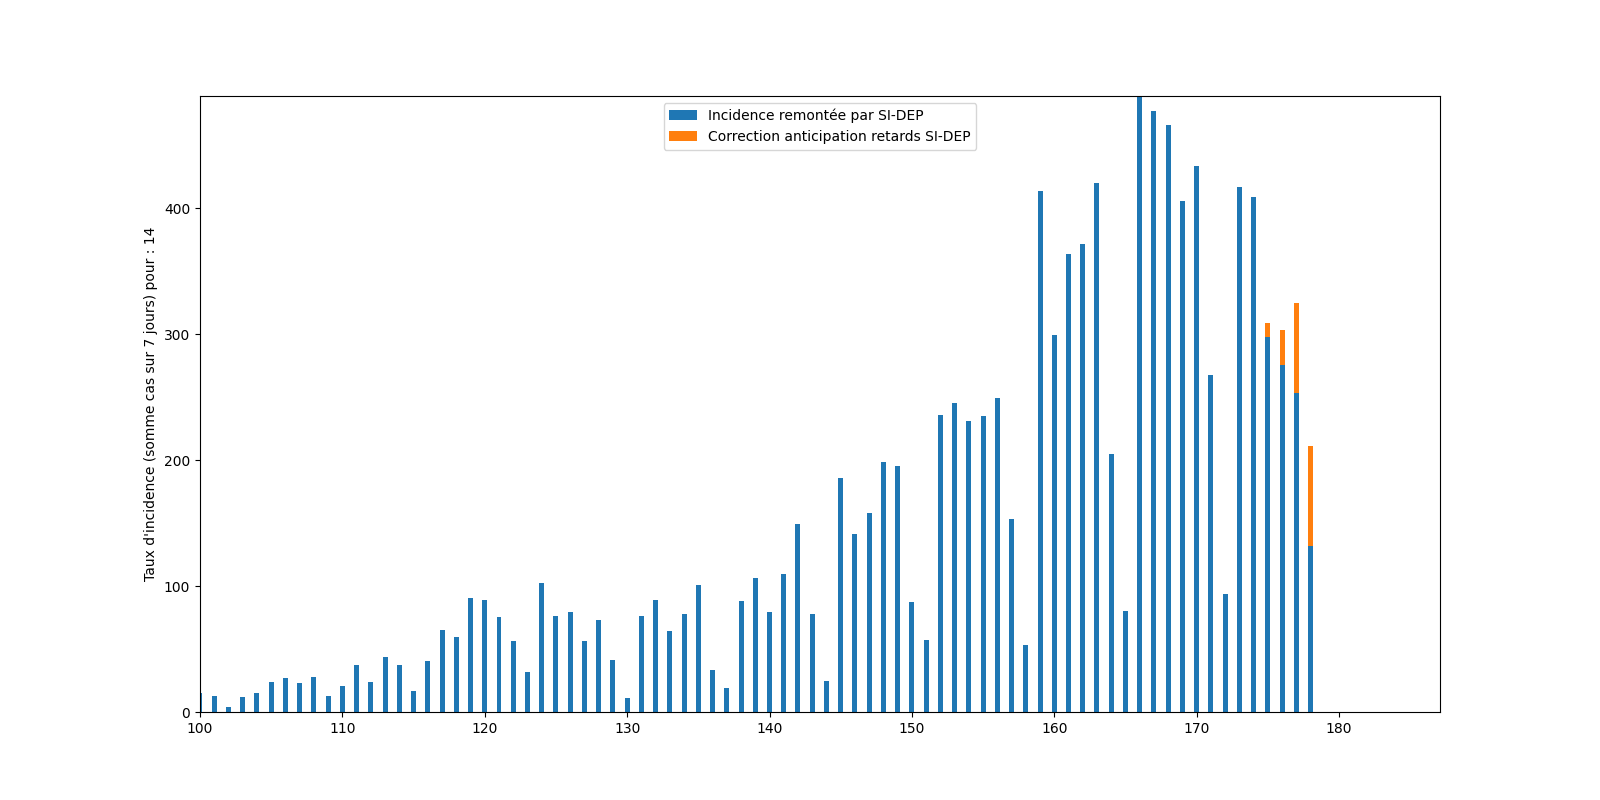 Incidence remontée par SI-DEP
Correction anticipation retards SI-DEP
Taux d'incidence (somme cas sur 7 jours) pour : 14
400
300
200
100
0
100 110 120 130 140 150 160 170 180